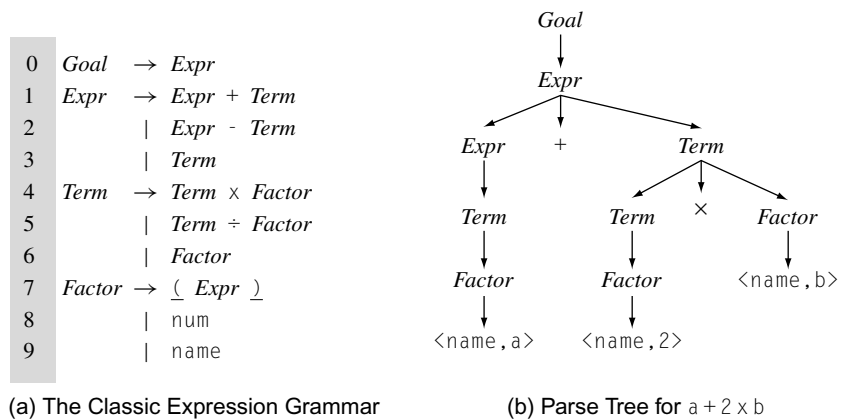 0 Goal → Expr
1 Expr → Expr + Term
2 | Expr - Term
3 | Term
4 Term → Term × Factor
5 | Term ÷ Factor
6 | Factor
7 Factor → ( Expr )
8 | num
9 | name
(a) The Classic Expression Grammar
Goal
Expr
Expr + Term
Term Term × Factor
Factor Factor <name,b>
<name,a> <name,2>
(b) Parse Tree for a + 2 x b